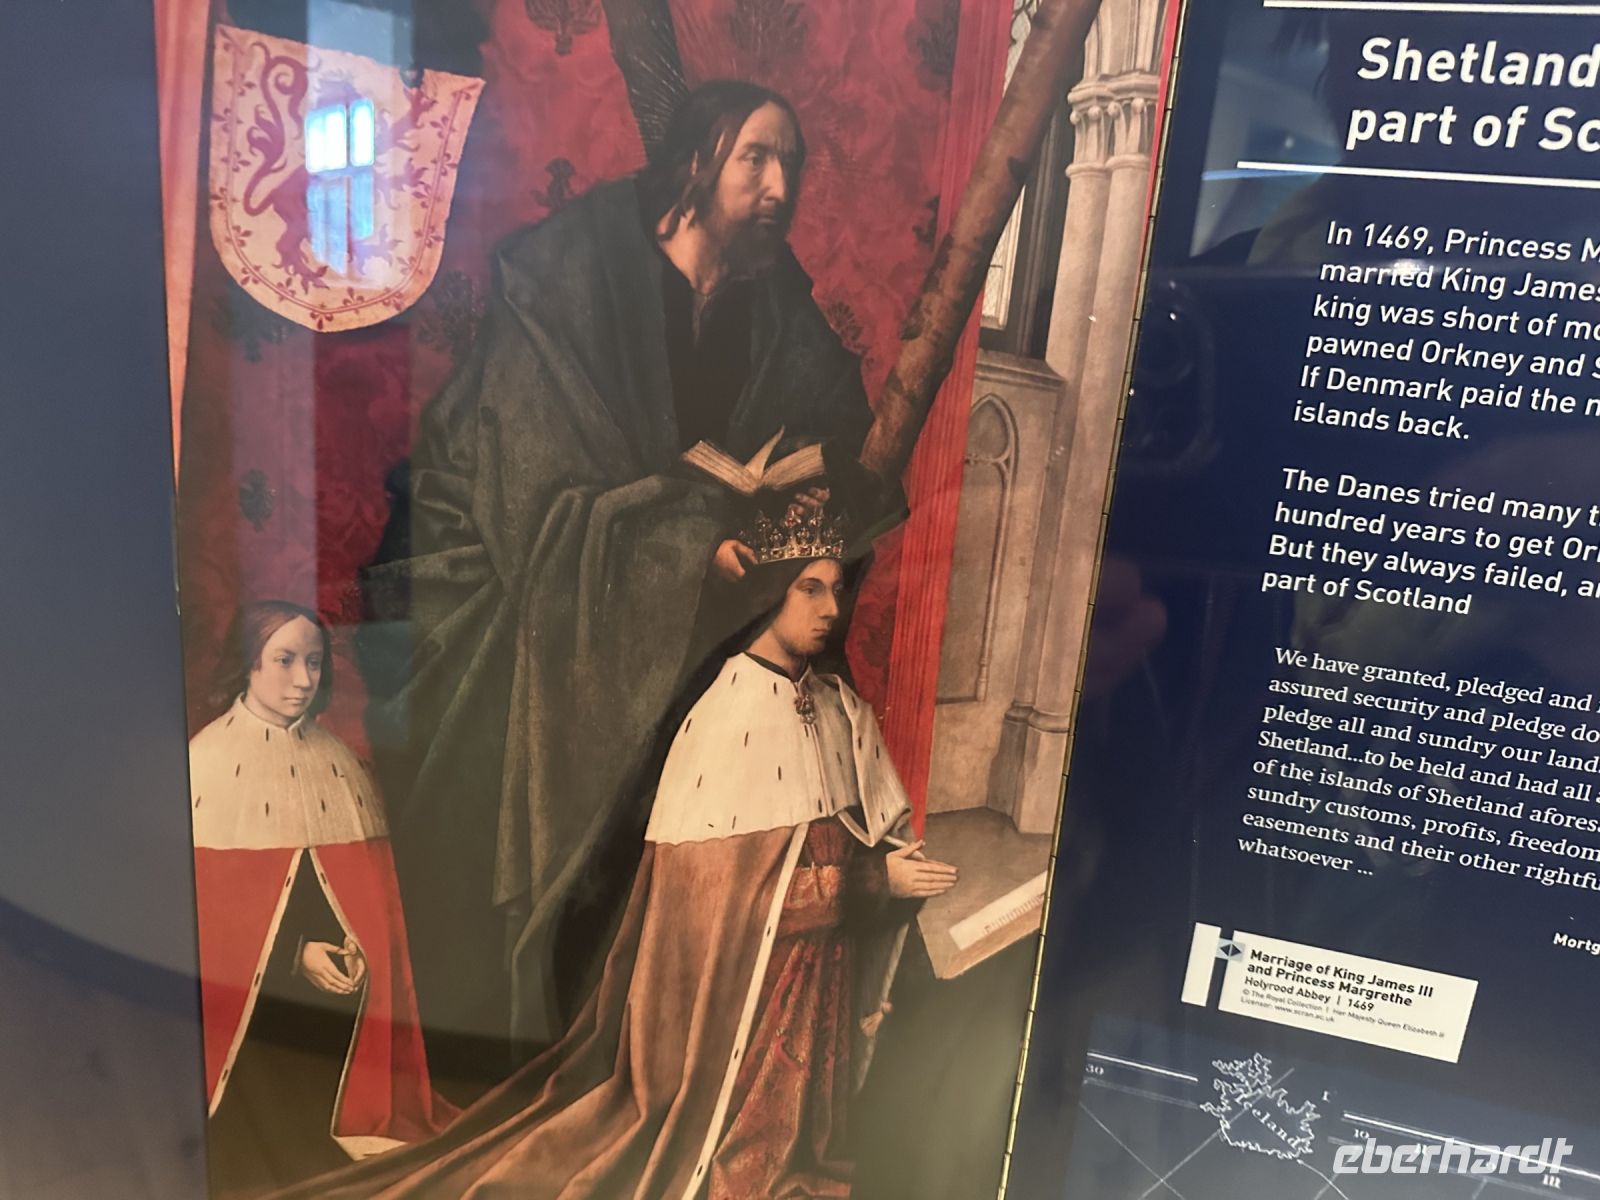 Shetland
part of Sc
In 1469, Princess M
married King James
king was short of mo
pawned Orkney and S
If Denmark paid the n
islands back.
The Danes tried many t
hundred years to get Or
But they always failed, a
part of Scotland
We have granted, pledged and
assured security and pledge do
pledge all and sundry our land
Shetland...to be held and had all a
of the islands of Shetland afores
sundry customs, profits, freedom
easements and their other rightfu
whatsoever ...
Mortg
Marriage of King James III
and Princess Margrethe
Holyrood Abbey | 1469
© The Royal Collection | Her Majesty Queen Elizabeth II
Licensor: www.scran.ac.uk
30
Iceland
10
III
eberhardt